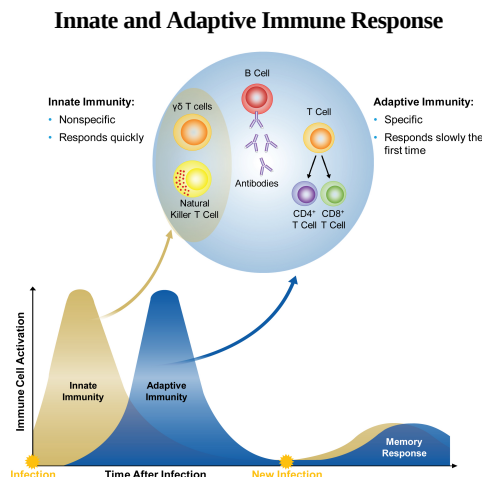 Innate and Adaptive Immune Response
Innate Immunity:
• Nonspecific
• Responds quickly
γδ T cells
Natural
Killer T Cell
B Cell
Antibodies
T Cell
CD4+
T Cell
CD8+
T Cell
Adaptive Immunity:
• Specific
• Responds slowly the
first time
Immune Cell Activation
Innate
Immunity
Adaptive
Immunity
Memory
Response
Infection
Time After Infection
New Infection